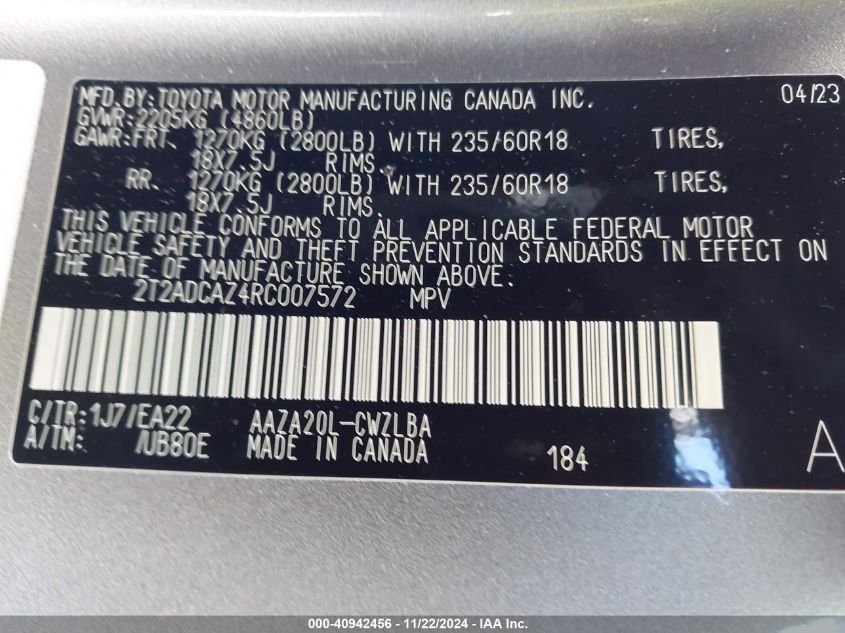 MFD.BY:TOYOTA MOTOR MANUFACTURING CANADA INC. 04/23
GVWR:2205KG (4860LB)
GAWR:FRT. 1270KG (2800LB) WITH 235/60R18 TIRES,
18X7.5J RIMS.
RR. 1270KG (2800LB) WITH 235/60R18 TIRES,
18X7.5J RIMS.
THIS VEHICLE CONFORMS TO ALL APPLICABLE FEDERAL MOTOR
VEHICLE SAFETY AND THEFT PREVENTION STANDARDS IN EFFECT ON
THE DATE OF MANUFACTURE SHOWN ABOVE.
2T2ADCAZ4RC007572 MPV
C/TR:1J7/EA22 AAZA20L-CWZLBA
A/TM: /UB80E MADE IN CANADA 184 A
000-40942456 - 11/22/2024 - IAA Inc.